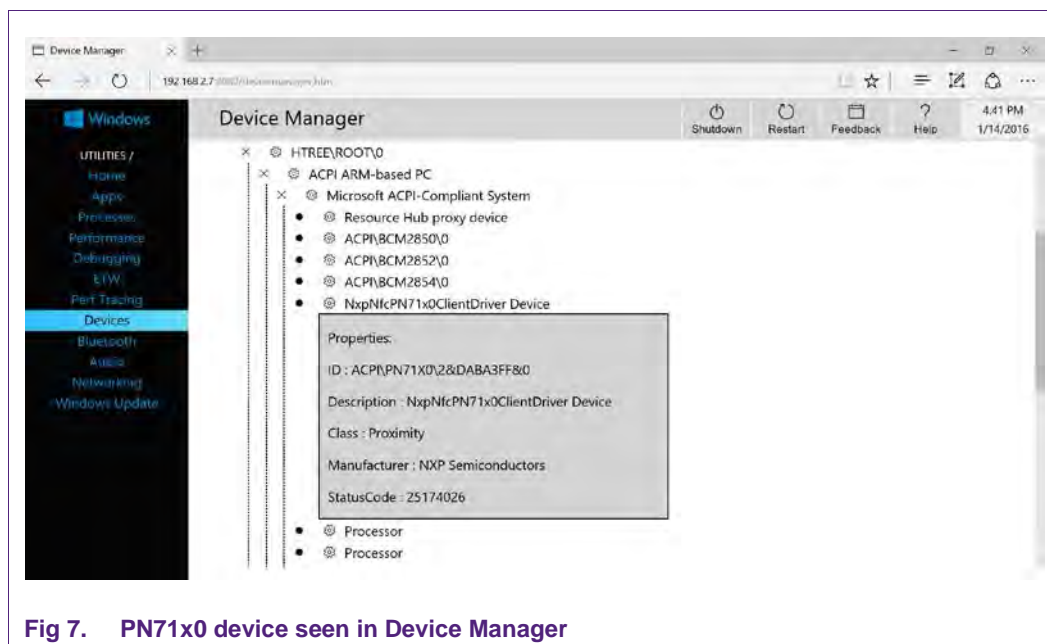 Device Manager
192.168.2.7
Windows
Device Manager
Shutdown
Restart
Feedback
Help
4:41 PM
1/14/2016
UTILITIES /
Home
Apps
Processes
Performance
Debugging
ETW
Perf Tracing
Devices
Bluetooth
Audio
Networking
Windows Update
HTREE\ROOT\0
ACPI ARM-based PC
Microsoft ACPI-Compliant System
Resource Hub proxy device
ACPI\BCM2850\0
ACPI\BCM2852\0
ACPI\BCM2854\0
NxpNfcPN71x0ClientDriver Device
Properties:
ID : ACPI\PN71X0\2&DABA3FF&0
Description : NxpNfcPN71x0ClientDriver Device
Class : Proximity
Manufacturer : NXP Semiconductors
StatusCode : 25174026
Processor
Processor
Fig 7. PN71x0 device seen in Device Manager